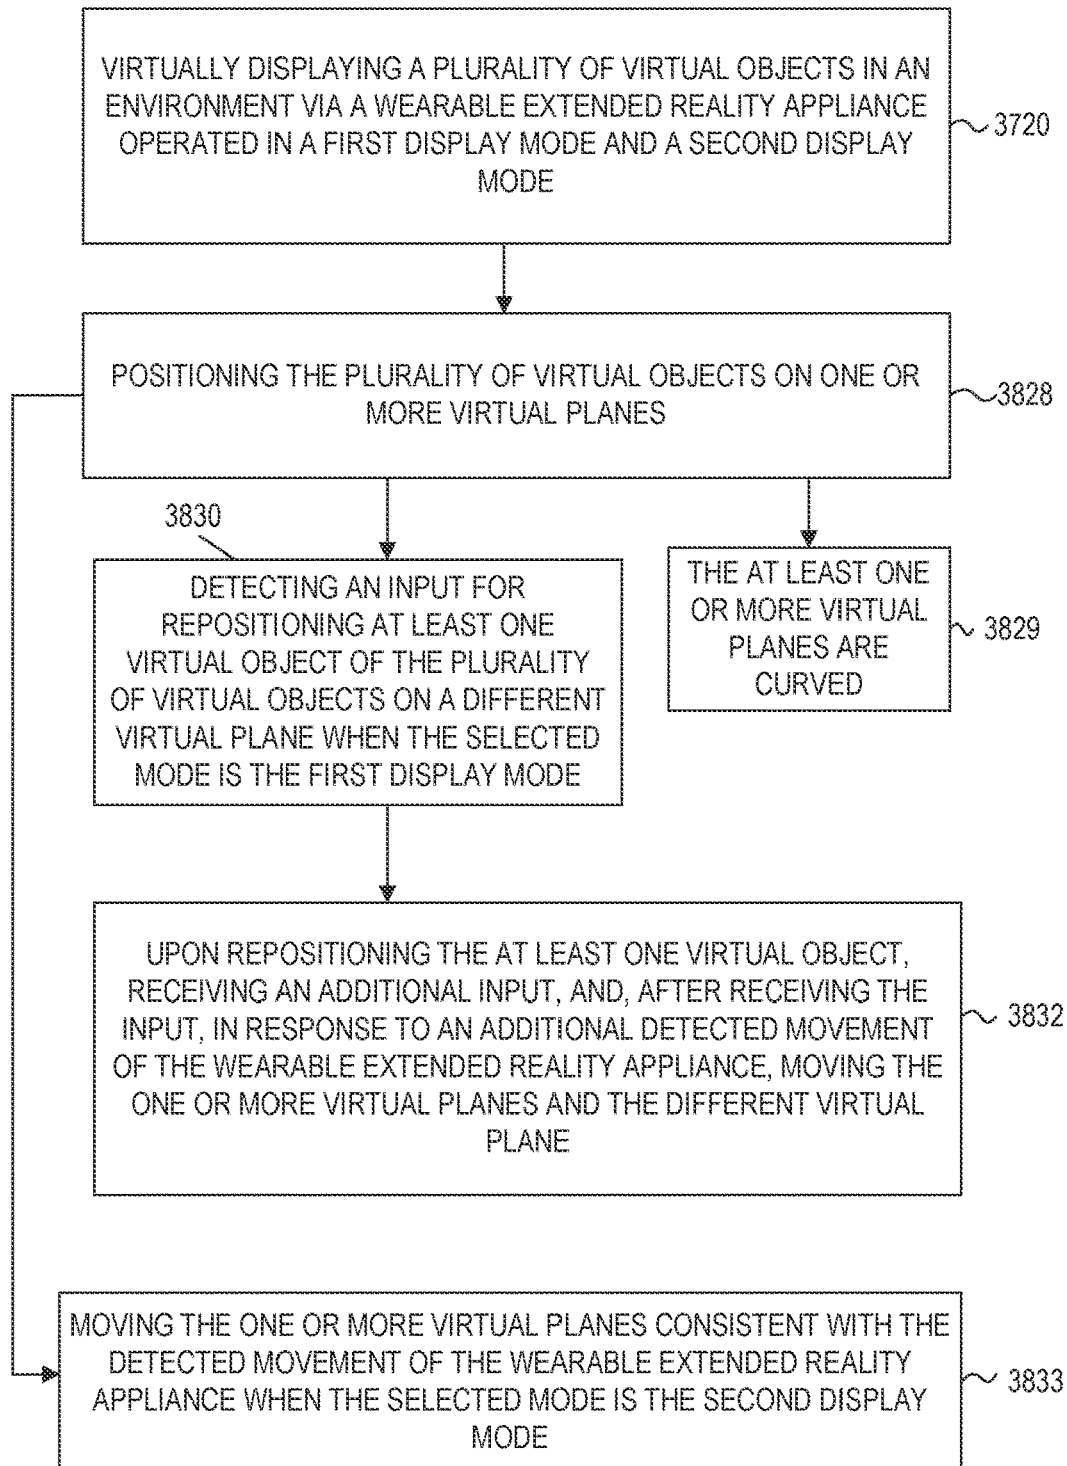 VIRTUALLY DISPLAYING A PLURALITY OF VIRTUAL OBJECTS IN AN
ENVIRONMENT VIA A WEARABLE EXTENDED REALITY APPLIANCE
OPERATED IN A FIRST DISPLAY MODE AND A SECOND DISPLAY
MODE
3720
POSITIONING THE PLURALITY OF VIRTUAL OBJECTS ON ONE OR
MORE VIRTUAL PLANES
3828
3830
DETECTING AN INPUT FOR
REPOSITIONING AT LEAST ONE
VIRTUAL OBJECT OF THE PLURALITY
OF VIRTUAL OBJECTS ON A DIFFERENT
VIRTUAL PLANE WHEN THE SELECTED
MODE IS THE FIRST DISPLAY MODE
THE AT LEAST ONE
OR MORE VIRTUAL
PLANES ARE
CURVED
3829
UPON REPOSITIONING THE AT LEAST ONE VIRTUAL OBJECT,
RECEIVING AN ADDITIONAL INPUT, AND, AFTER RECEIVING THE
INPUT, IN RESPONSE TO AN ADDITIONAL DETECTED MOVEMENT
OF THE WEARABLE EXTENDED REALITY APPLIANCE, MOVING THE
ONE OR MORE VIRTUAL PLANES AND THE DIFFERENT VIRTUAL
PLANE
3832
MOVING THE ONE OR MORE VIRTUAL PLANES CONSISTENT WITH THE
DETECTED MOVEMENT OF THE WEARABLE EXTENDED REALITY
APPLIANCE WHEN THE SELECTED MODE IS THE SECOND DISPLAY
MODE
3833